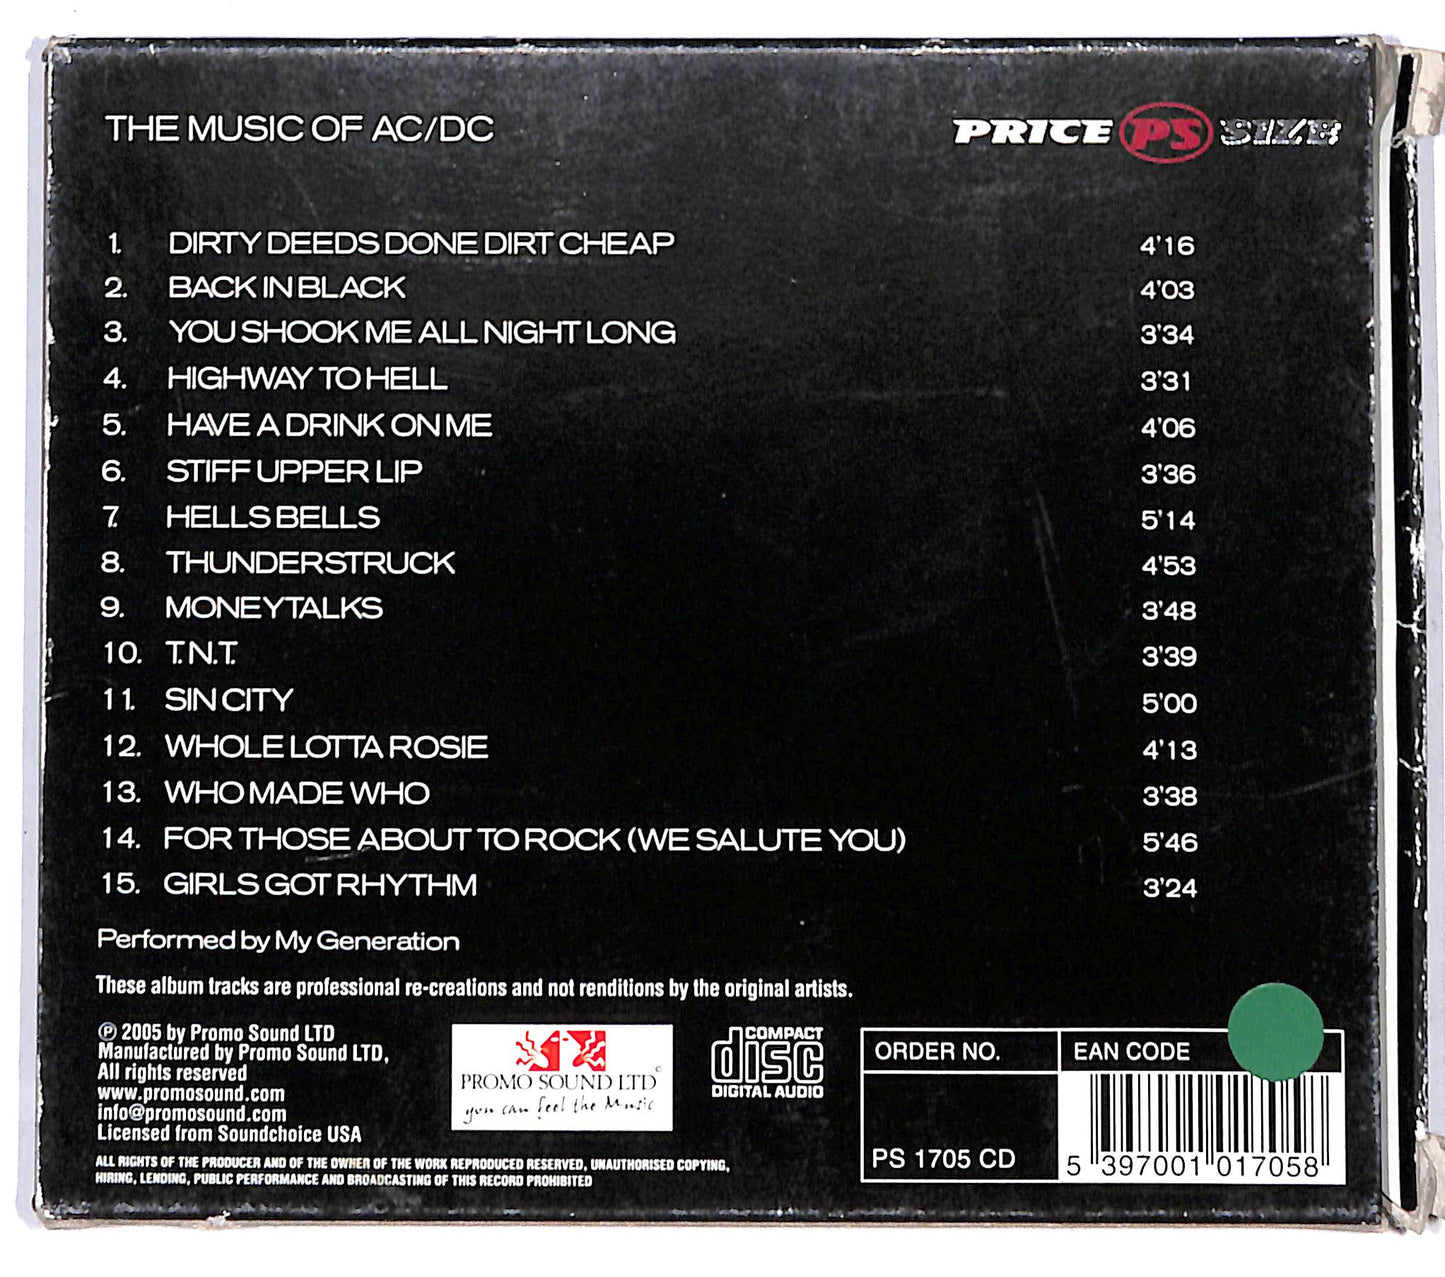 THE MUSIC OF AC/DC
PRICE PS SIZE
1. DIRTY DEEDS DONE DIRT CHEAP 4'16
2. BACK IN BLACK 4'03
3. YOU SHOOK ME ALL NIGHT LONG 3'34
4. HIGHWAY TO HELL 3'31
5. HAVE A DRINK ON ME 4'06
6. STIFF UPPER LIP 3'36
7. HELLS BELLS 5'14
8. THUNDERSTRUCK 4'53
9. MONEYTALKS 3'48
10. T.N.T. 3'39
11. SIN CITY 5'00
12. WHOLE LOTTA ROSIE 4'13
13. WHO MADE WHO 3'38
14. FOR THOSE ABOUT TO ROCK (WE SALUTE YOU) 5'46
15. GIRLS GOT RHYTHM 3'24
Performed by My Generation
These album tracks are professional re-creations and not renditions by the original artists.
℗ 2005 by Promo Sound LTD
Manufactured by Promo Sound LTD,
All rights reserved
www.promosound.com
info@promosound.com
Licensed from Soundchoice USA
ALL RIGHTS OF THE PRODUCER AND OF THE OWNER OF THE WORK REPRODUCED RESERVED, UNAUTHORISED COPYING,
HIRING, LENDING, PUBLIC PERFORMANCE AND BROADCASTING OF THIS RECORD PROHIBITED
PROMO SOUND LTD©
you can feel the Music
COMPACT
disc
DIGITAL AUDIO
ORDER NO.
PS 1705 CD
EAN CODE
5 397001 017058